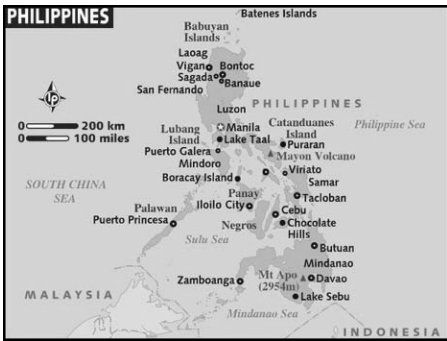 PHILIPPINES
Batenes Islands
Babuyan
Islands
Laoag
Vigan
Bontoc
Sagada
Banaue
San Fernando
Luzon
PHILIPPINES
0 200 km
0 100 miles
Catanduanes
Island
Philippine Sea
Lubang
Island
Manila
Lake Taal
Puraran
Puerto Galera
Mayon Volcano
Mindoro
Viriato
SOUTH CHINA
SEA
Boracay Island
Samar
Panay
Tacloban
Palawan
Iloilo City
Cebu
Puerto Princesa
Negros
Chocolate
Hills
Sulu Sea
Butuan
Mindanao
Zamboanga
Mt Apo
(2954m)
Davao
MALAYSIA
Lake Sebu
Mindanao Sea
INDONESIA